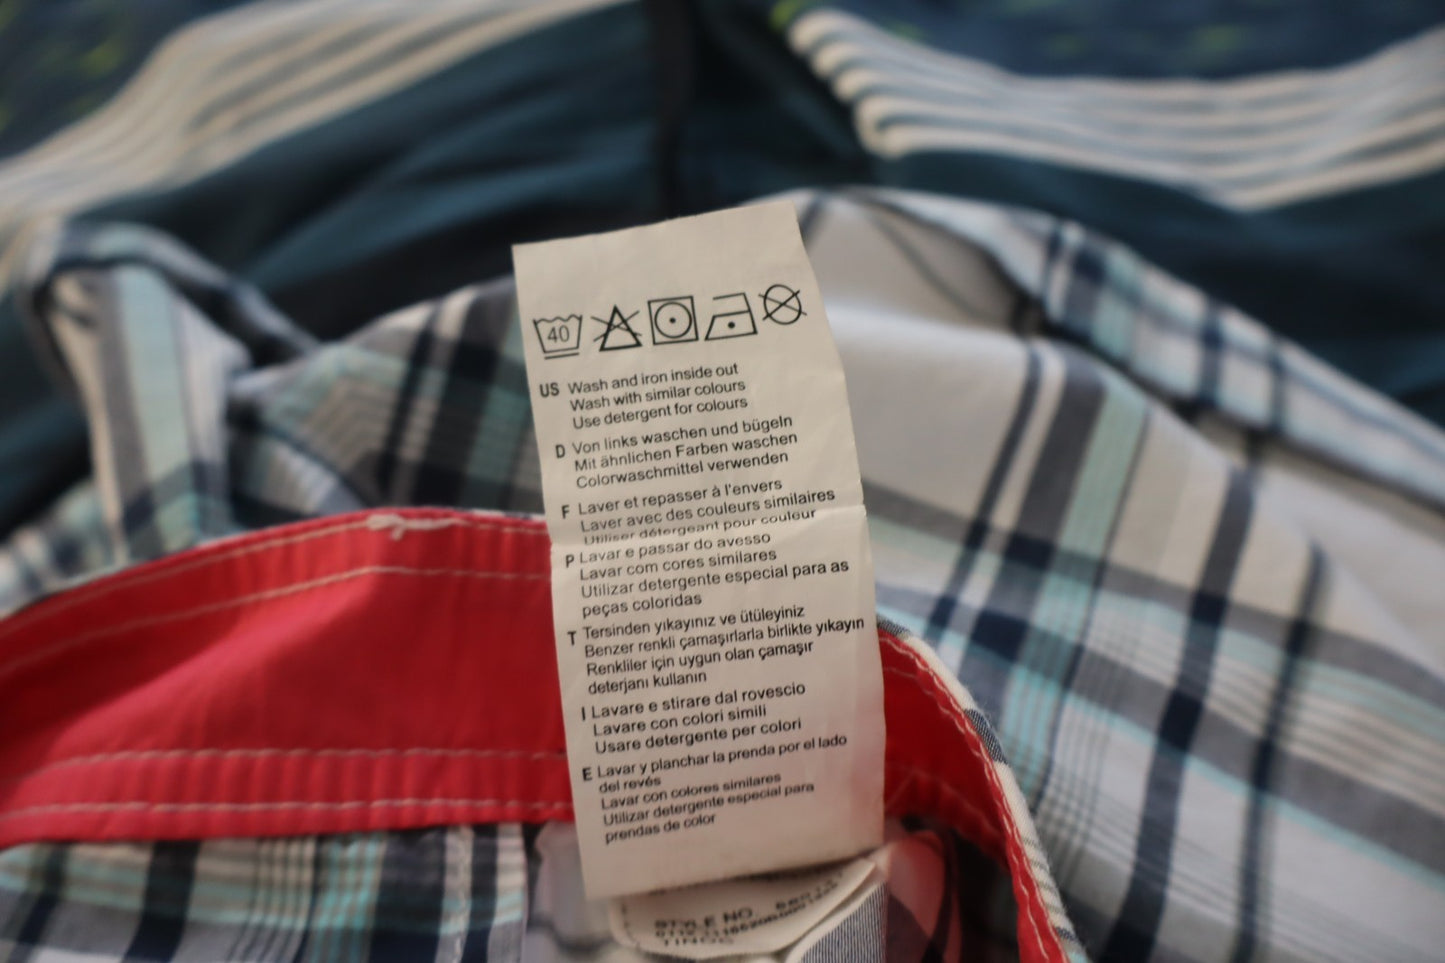 40
US Wash and iron inside out
Wash with similar colours
Use detergent for colours
D Von links waschen und bügeln
Mit ähnlichen Farben waschen
Colorwaschmittel verwenden
F Laver et repasser à l'envers
Laver avec des couleurs similaires
Utiliser détergeant pour couleur
P Lavar e passar do avesso
Lavar com cores similares
Utilizar detergente especial para as
peças coloridas
T Tersinden yıkayınız ve ütüleyiniz
Benzer renkli çamaşırlarla birlikte yıkayın
Renkliler için uygun olan çamaşır
deterjanı kullanın
I Lavare e stirare dal rovescio
Lavare con colori simili
Usare detergente per colori
E Lavar y planchar la prenda por el lado
del revés
Lavar con colores similares
Utilizar detergente especial para
prendas de color
STYLE NO.